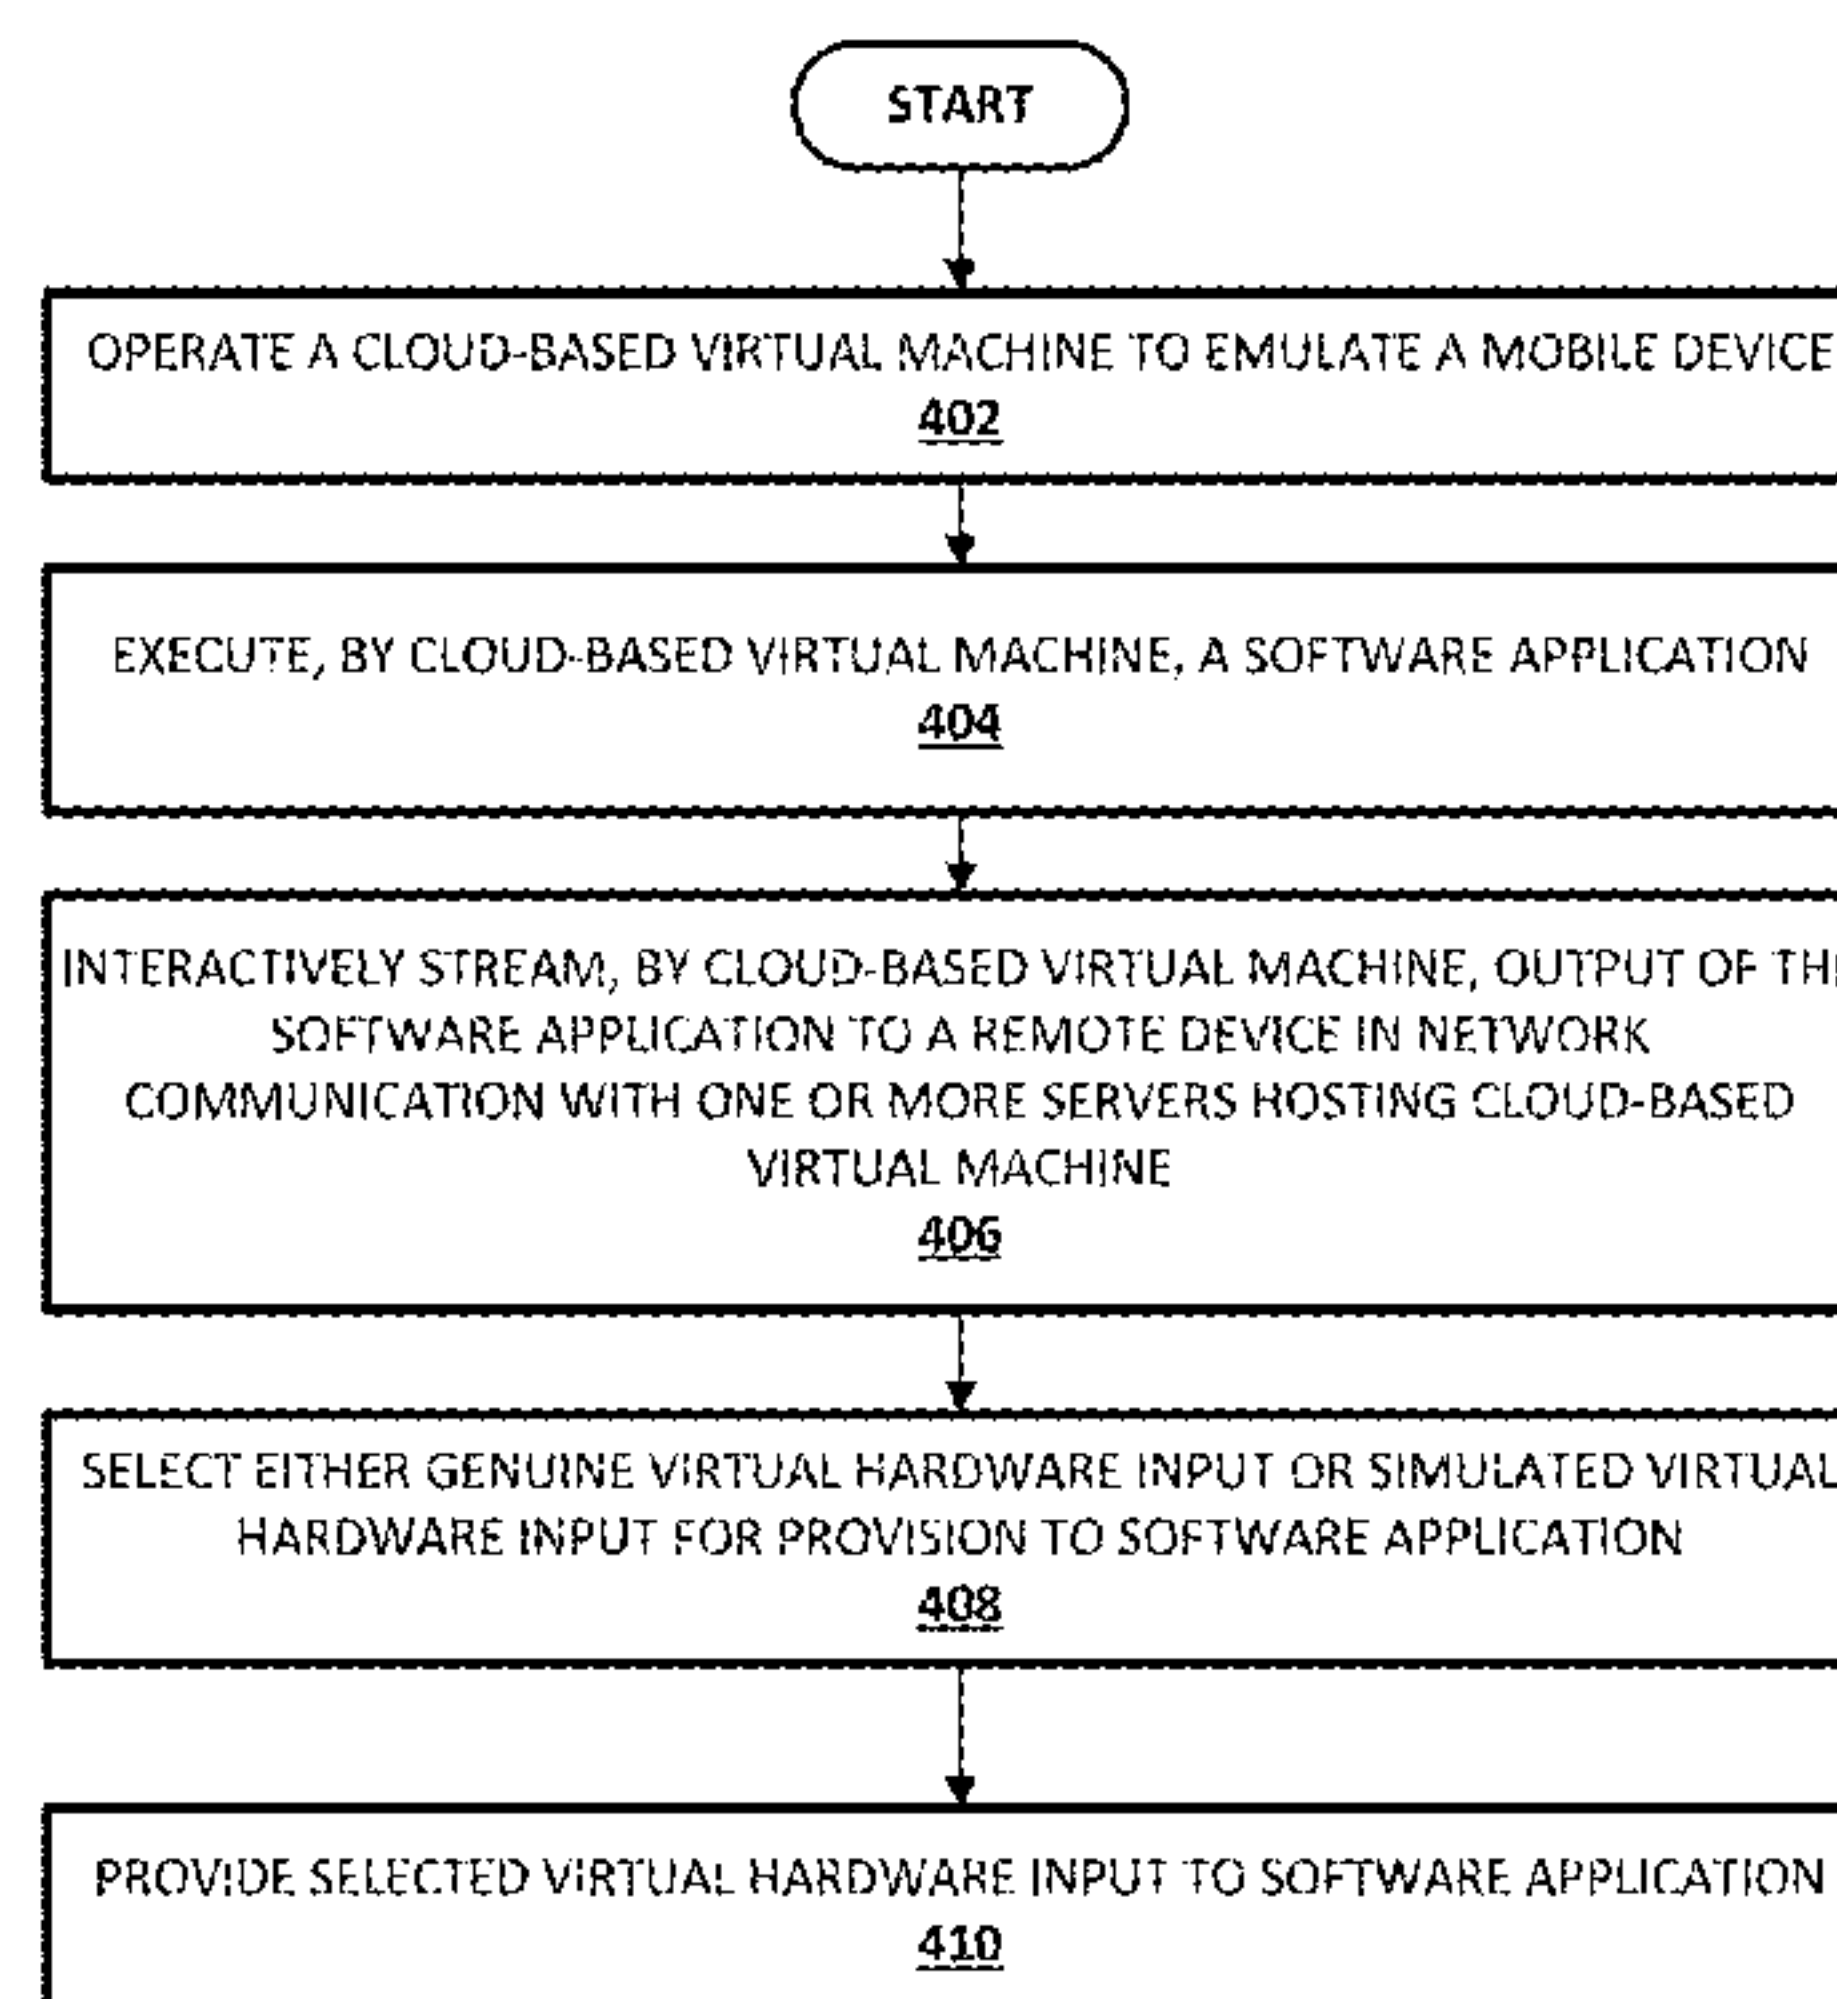 START
OPERATE A CLOUD-BASED VIRTUAL MACHINE TO EMULATE A MOBILE DEVICE
402
EXECUTE, BY CLOUD-BASED VIRTUAL MACHINE, A SOFTWARE APPLICATION
404
INTERACTIVELY STREAM, BY CLOUD-BASED VIRTUAL MACHINE, OUTPUT OF THE
SOFTWARE APPLICATION TO A REMOTE DEVICE IN NETWORK
COMMUNICATION WITH ONE OR MORE SERVERS HOSTING CLOUD-BASED
VIRTUAL MACHINE
406
SELECT EITHER GENUINE VIRTUAL HARDWARE INPUT OR SIMULATED VIRTUAL
HARDWARE INPUT FOR PROVISION TO SOFTWARE APPLICATION
408
PROVIDE SELECTED VIRTUAL HARDWARE INPUT TO SOFTWARE APPLICATION
410